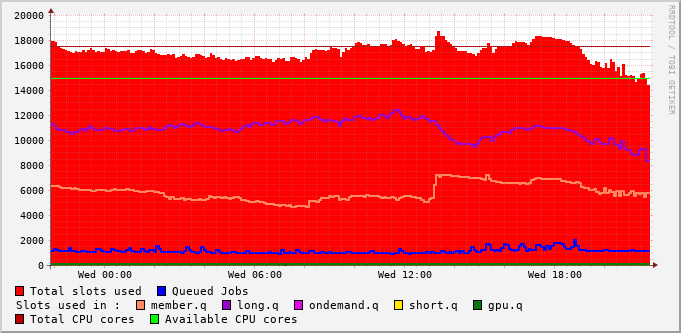 20000
18000
16000
14000
12000
10000
8000
6000
4000
2000
0
Wed 00:00 Wed 06:00 Wed 12:00 Wed 18:00
RRDTOOL / TOBI OETIKER
Total slots used Queued Jobs
Slots used in : member.q long.q ondemand.q short.q gpu.q
Total CPU cores Available CPU cores